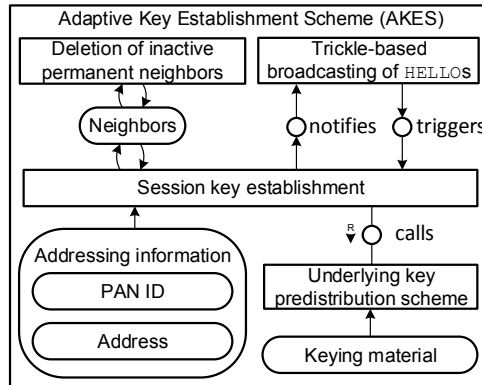 Adaptive Key Establishment Scheme (AKES)
Deletion of inactive
permanent neighbors
Trickle-based
broadcasting of HELLOs
Neighbors
notifies
triggers
Session key establishment
R
calls
Addressing information
PAN ID
Address
Underlying key
predistribution scheme
Keying material